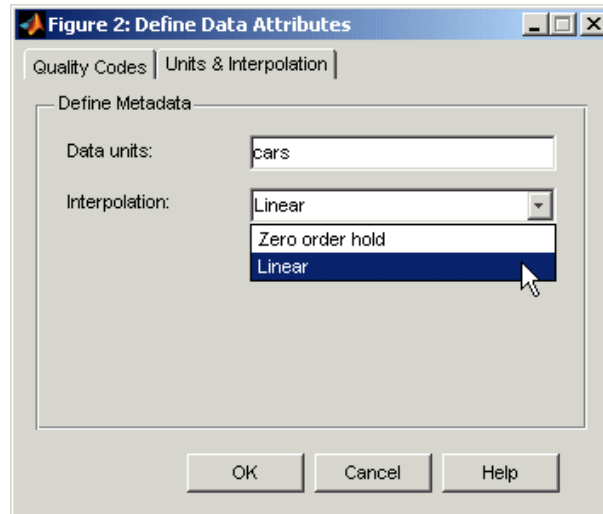 Figure 2: Define Data Attributes
Quality Codes Units & Interpolation
Define Metadata
Data units: cars
Interpolation: Linear
Zero order hold
Linear
OK Cancel Help